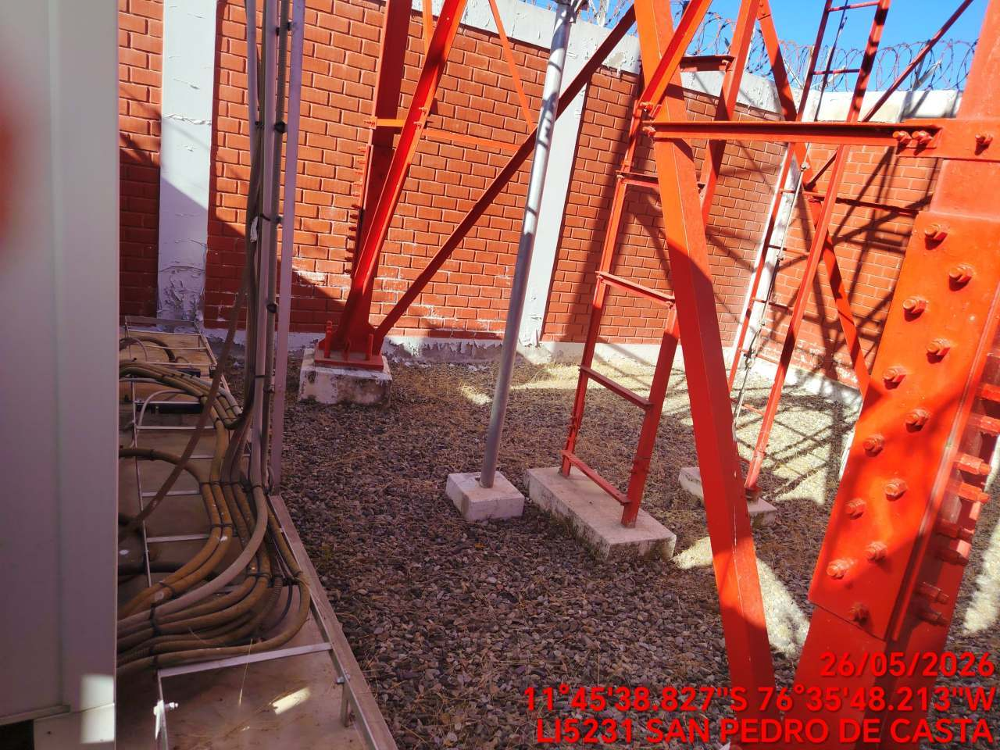 26/05/2026
11°45'38.827"S 76°35'48.213"W
LI5231 SAN PEDRO DE CASTA